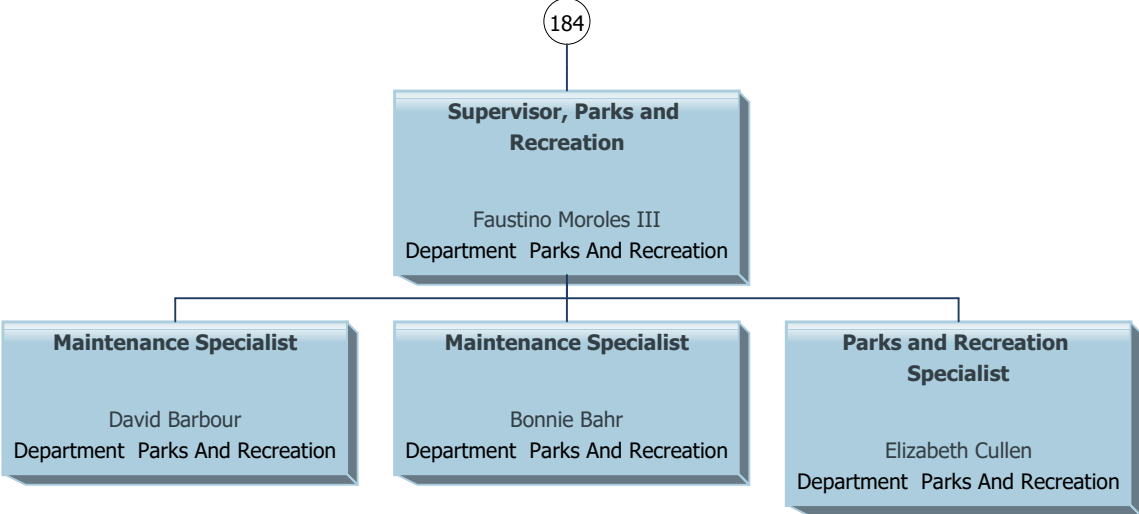 184
Supervisor, Parks and
Recreation
Faustino Moroles III
Department  Parks And Recreation
Maintenance Specialist
David Barbour
Department  Parks And Recreation
Maintenance Specialist
Bonnie Bahr
Department  Parks And Recreation
Parks and Recreation
Specialist
Elizabeth Cullen
Department  Parks And Recreation